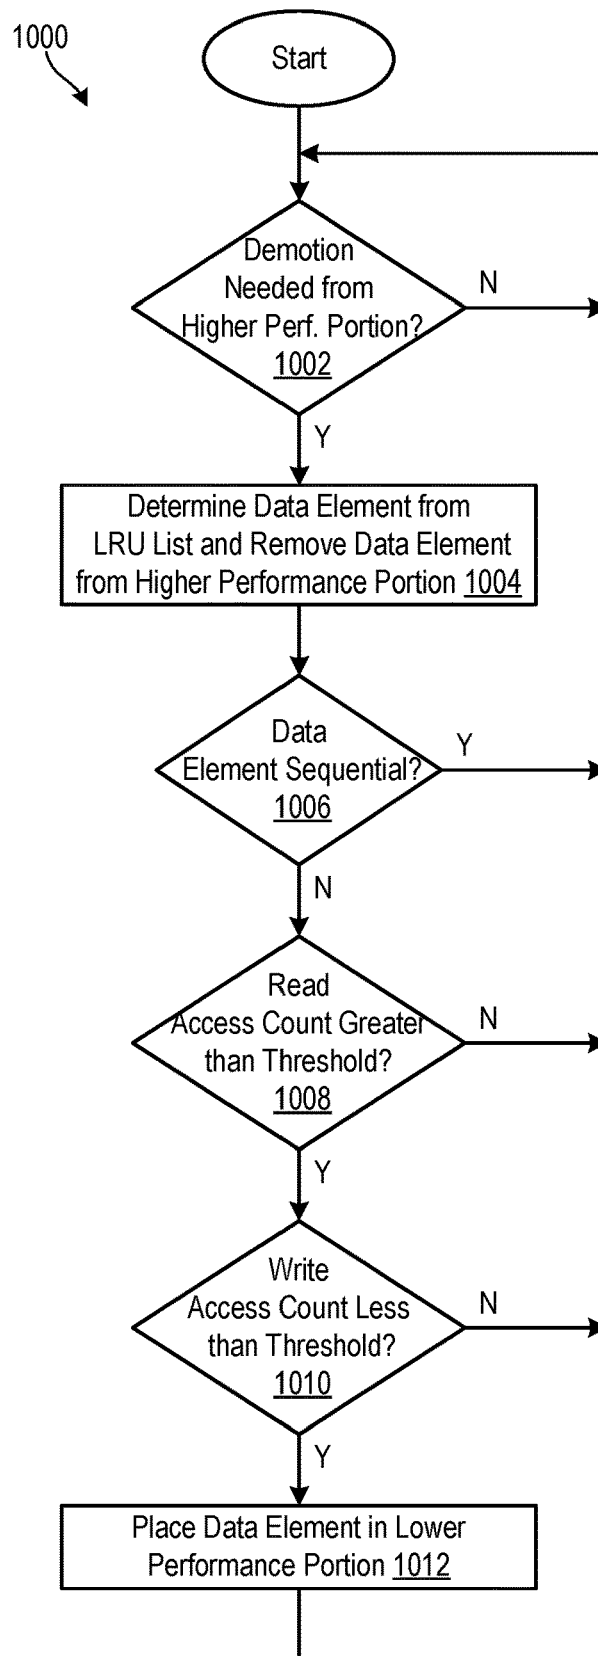 1000
Start
Demotion
Needed from
Higher Perf. Portion?
1002
N
Y
Determine Data Element from
LRU List and Remove Data Element
from Higher Performance Portion 1004
Data
Element Sequential?
1006
Y
N
Read
Access Count Greater
than Threshold?
1008
N
Y
Write
Access Count Less
than Threshold?
1010
N
Y
Place Data Element in Lower
Performance Portion 1012